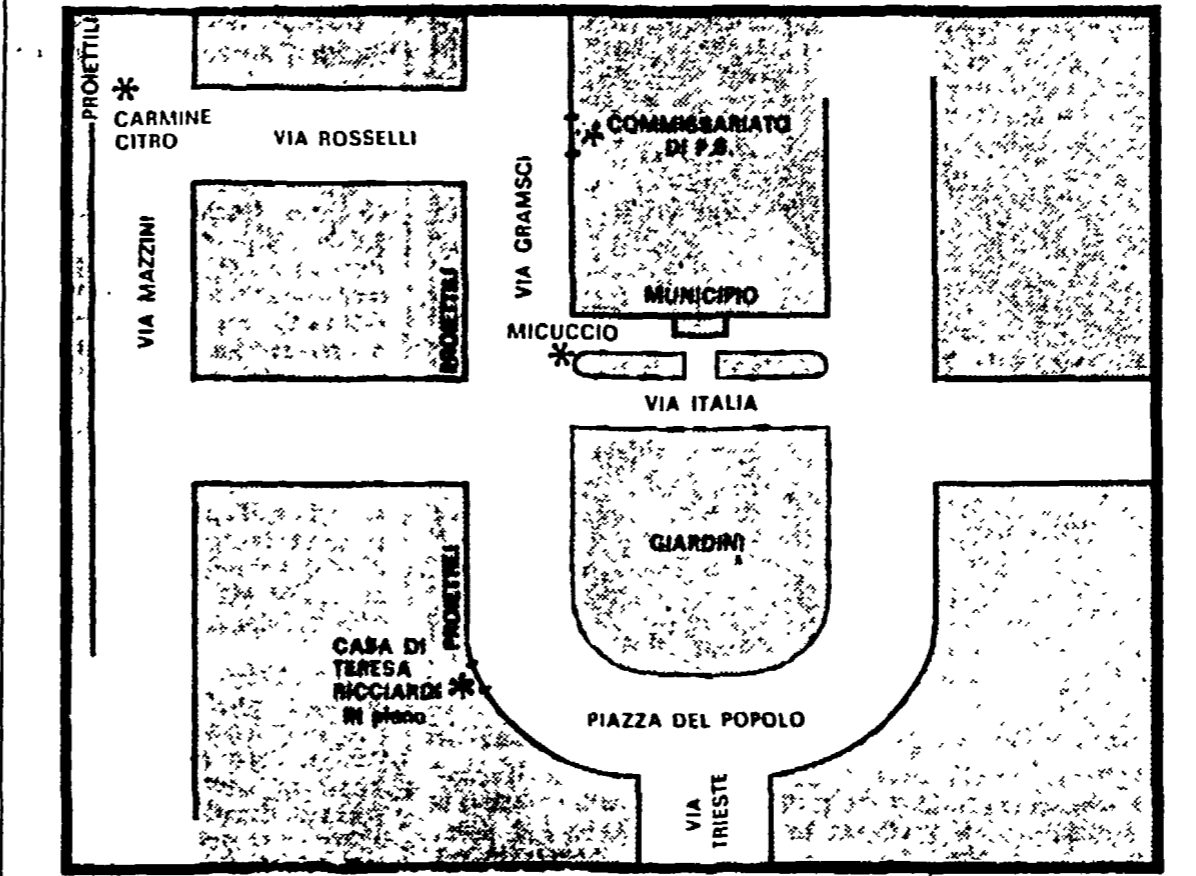 PROIETTILI
CARMINE
CITRO
VIA ROSSELLI
COMMISSARIATO
DI P.S.
VIA MAZZINI
VIA GRAMSCI
PROIETTILI
MUNICIPIO
MICUCCIO
VIA ITALIA
GIARDINI
PROIETTILI
CASA DI
TERESA
RICCIARDI
III piano
PIAZZA DEL POPOLO
VIA
TRIESTE